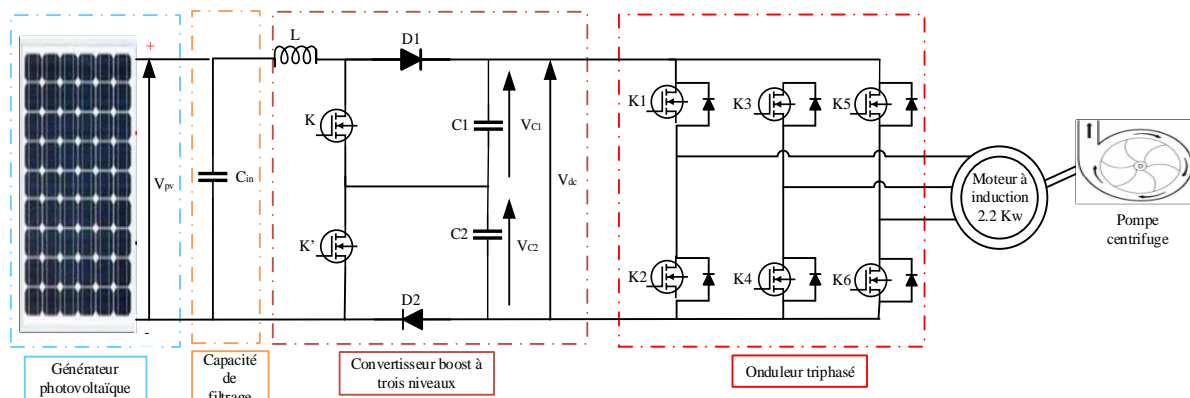 +
L
D1
K
K'
C1
C2
V_C1
V_C2
V_pv
C_in
V_dc
D2
-
K1
K3
K5
K2
K4
K6
Moteur à
induction
2.2 Kw
Pompe
centrifuge
Générateur
photovoltaïque
Capacité
de
filtrage
Convertisseur boost à
trois niveaux
Onduleur triphasé